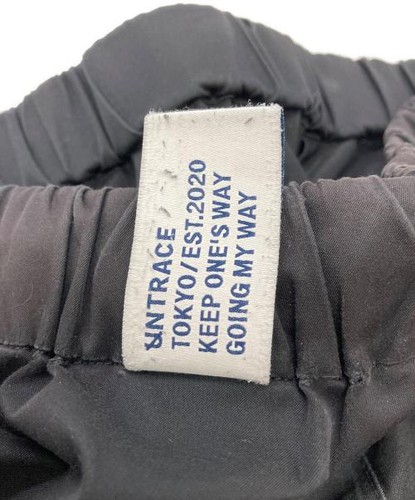 UNTRACE
TOKYO/EST.2020
KEEP ONE'S WAY
GOING MY WAY